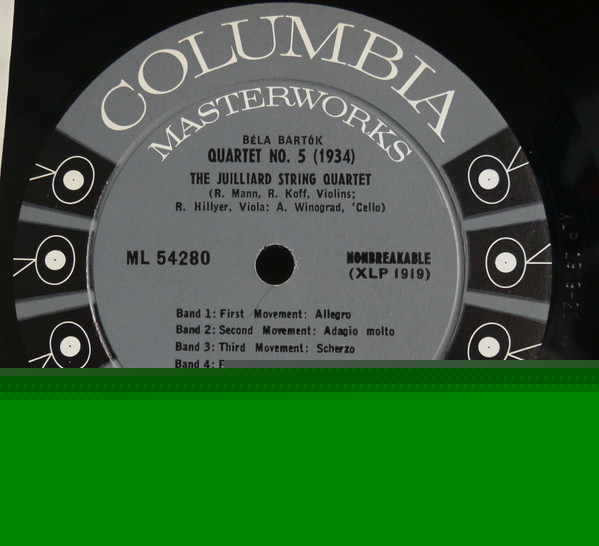 COLUMBIA
MASTERWORKS
BÉLA BARTÓK
QUARTET NO. 5 (1934)
THE JUILLIARD STRING QUARTET
(R. Mann, R. Koff, Violins;
R. Hillyer, Viola: A. Winograd, 'Cello)
ML 54280
NONBREAKABLE
(XLP 1919)
Band 1: First Movement: Allegro
Band 2: Second Movement: Adagio molto
Band 3: Third Movement: Scherzo
Band 4: F